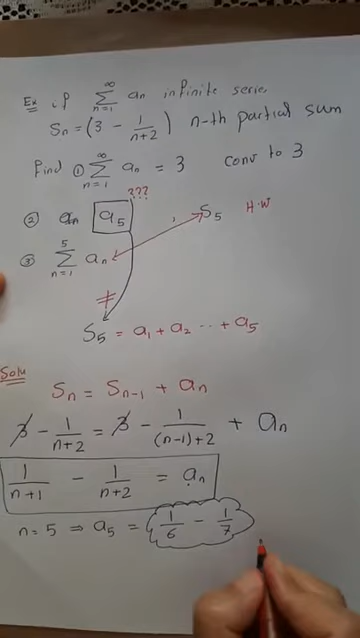 Ex if ∞ Σ n=1 an infinite serie,
Sn = (3 - 1/(n+2)) n-th partial sum
Find ① ∞ Σ n=1 an = 3 conv to 3
???
② an a5 , S5 H.W
③ 5 Σ n=1 an
≠
S5 = a1 + a2 ·· + a5
Solu
Sn = Sn-1 + an
3 - 1/(n+2) = 3 - 1/((n-1)+2) + an
1/(n+1) - 1/(n+2) = an
n=5 ⇒ a5 = 1/6 - 1/7